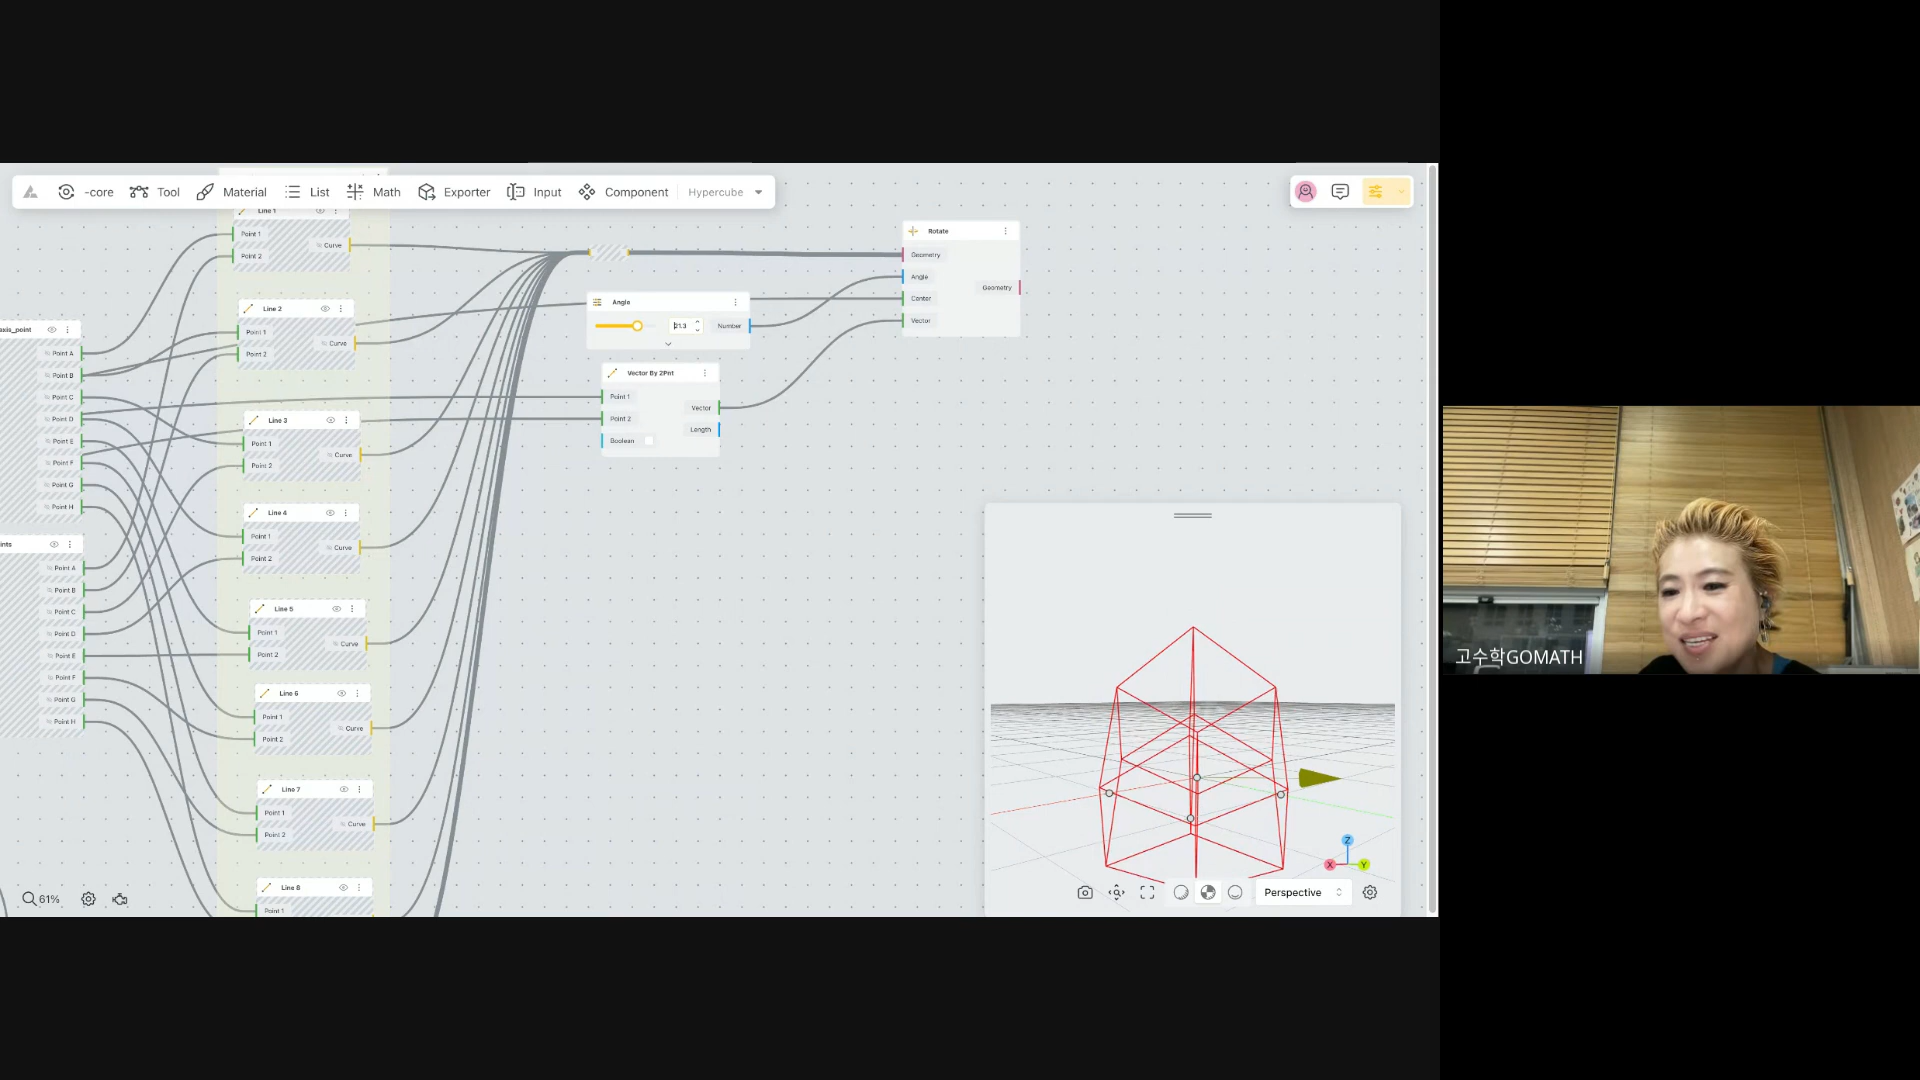 -core Tool Material List Math Exporter Input Component Hypercube
Line 1
Point 1
Curve
Point 2
Line 2
Point 1
Curve
Point 2
Line 3
Point 1
Curve
Point 2
Line 4
Point 1
Curve
Point 2
Line 5
Point 1
Curve
Point 2
Line 6
Point 1
Curve
Point 2
Line 7
Point 1
Curve
Point 2
Line 8
Point 1
axis_point
Point A
Point B
Point C
Point D
Point E
Point F
Point G
Point H
ints
Point A
Point B
Point C
Point D
Point E
Point F
Point G
Point H
Angle
21.3 Number
Vector By 2Pnt
Point 1
Vector
Point 2
Length
Boolean
Rotate
Geometry
Angle
Geometry
Center
Vector
Z
X Y
Perspective
61%
고수학GOMATH